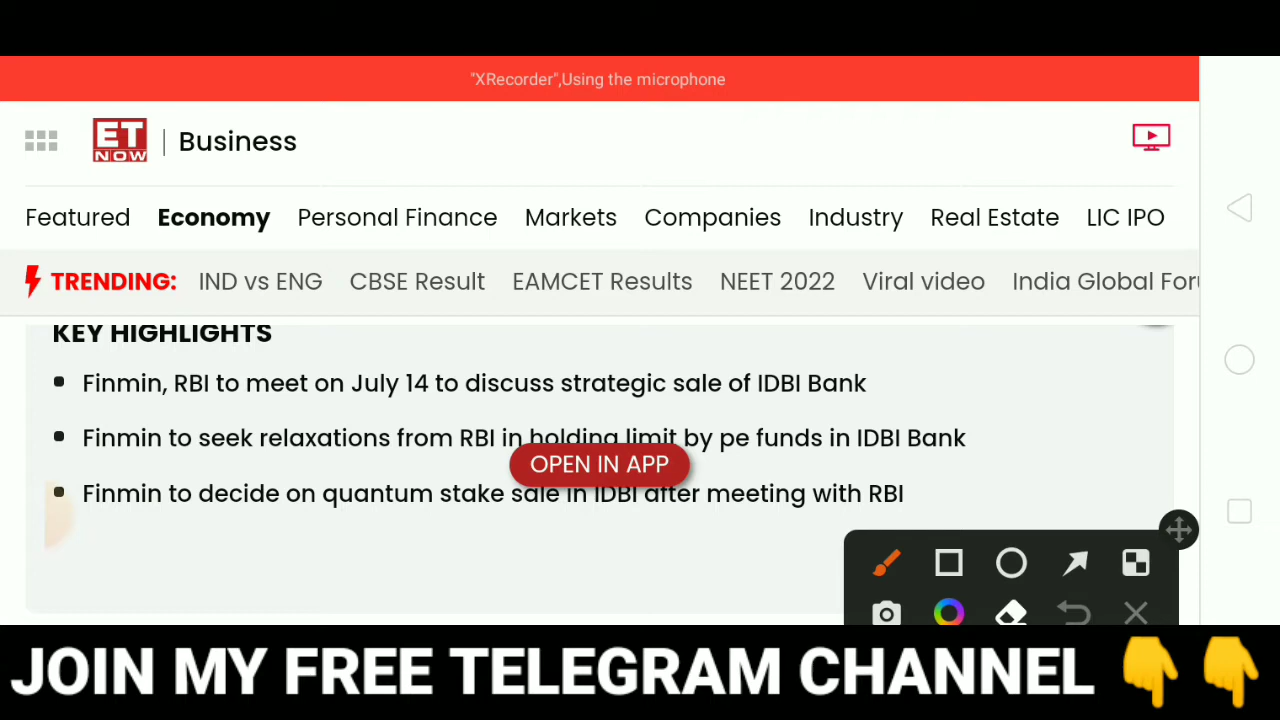 "XRecorder",Using the microphone
ET NOW | Business
Featured Economy Personal Finance Markets Companies Industry Real Estate LIC IPO
TRENDING: IND vs ENG CBSE Result EAMCET Results NEET 2022 Viral video India Global Foru
KEY HIGHLIGHTS
Finmin, RBI to meet on July 14 to discuss strategic sale of IDBI Bank
Finmin to seek relaxations from RBI in holding limit by pe funds in IDBI Bank
OPEN IN APP
Finmin to decide on quantum stake sale in IDBI after meeting with RBI
JOIN MY FREE TELEGRAM CHANNEL 👇👇